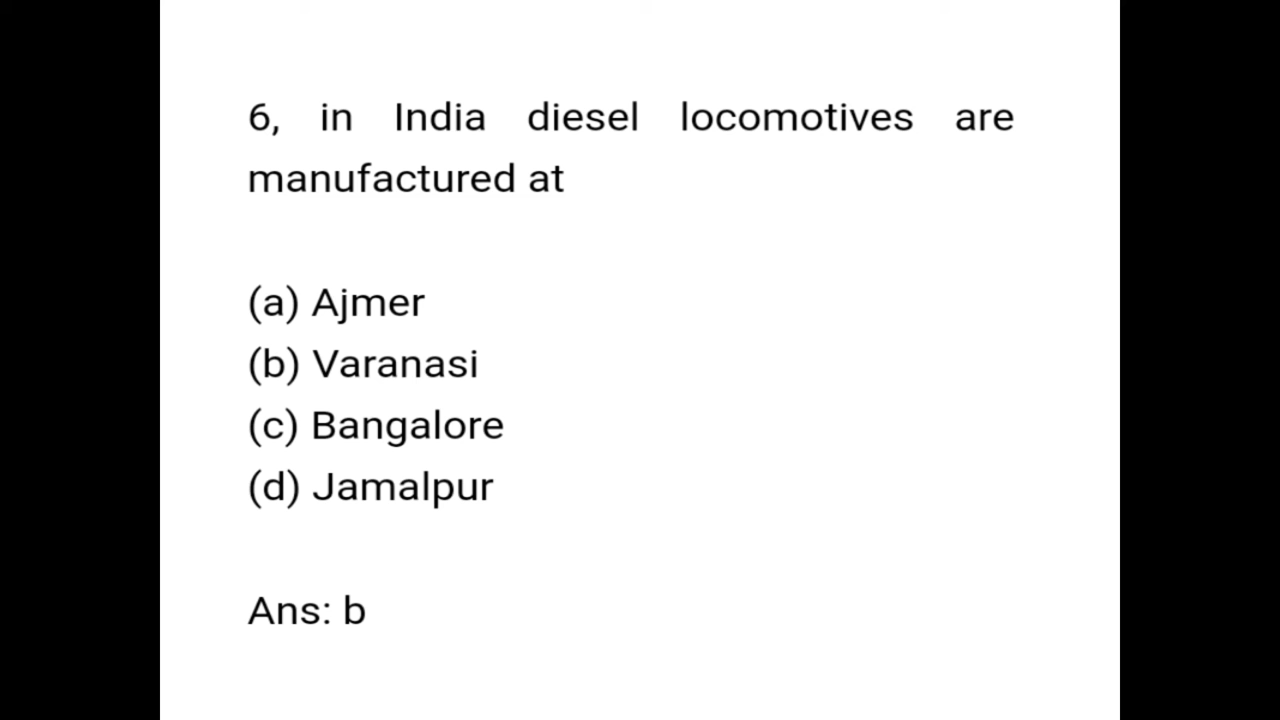 6, in India diesel locomotives are
manufactured at
(a) Ajmer
(b) Varanasi
(c) Bangalore
(d) Jamalpur
Ans: b